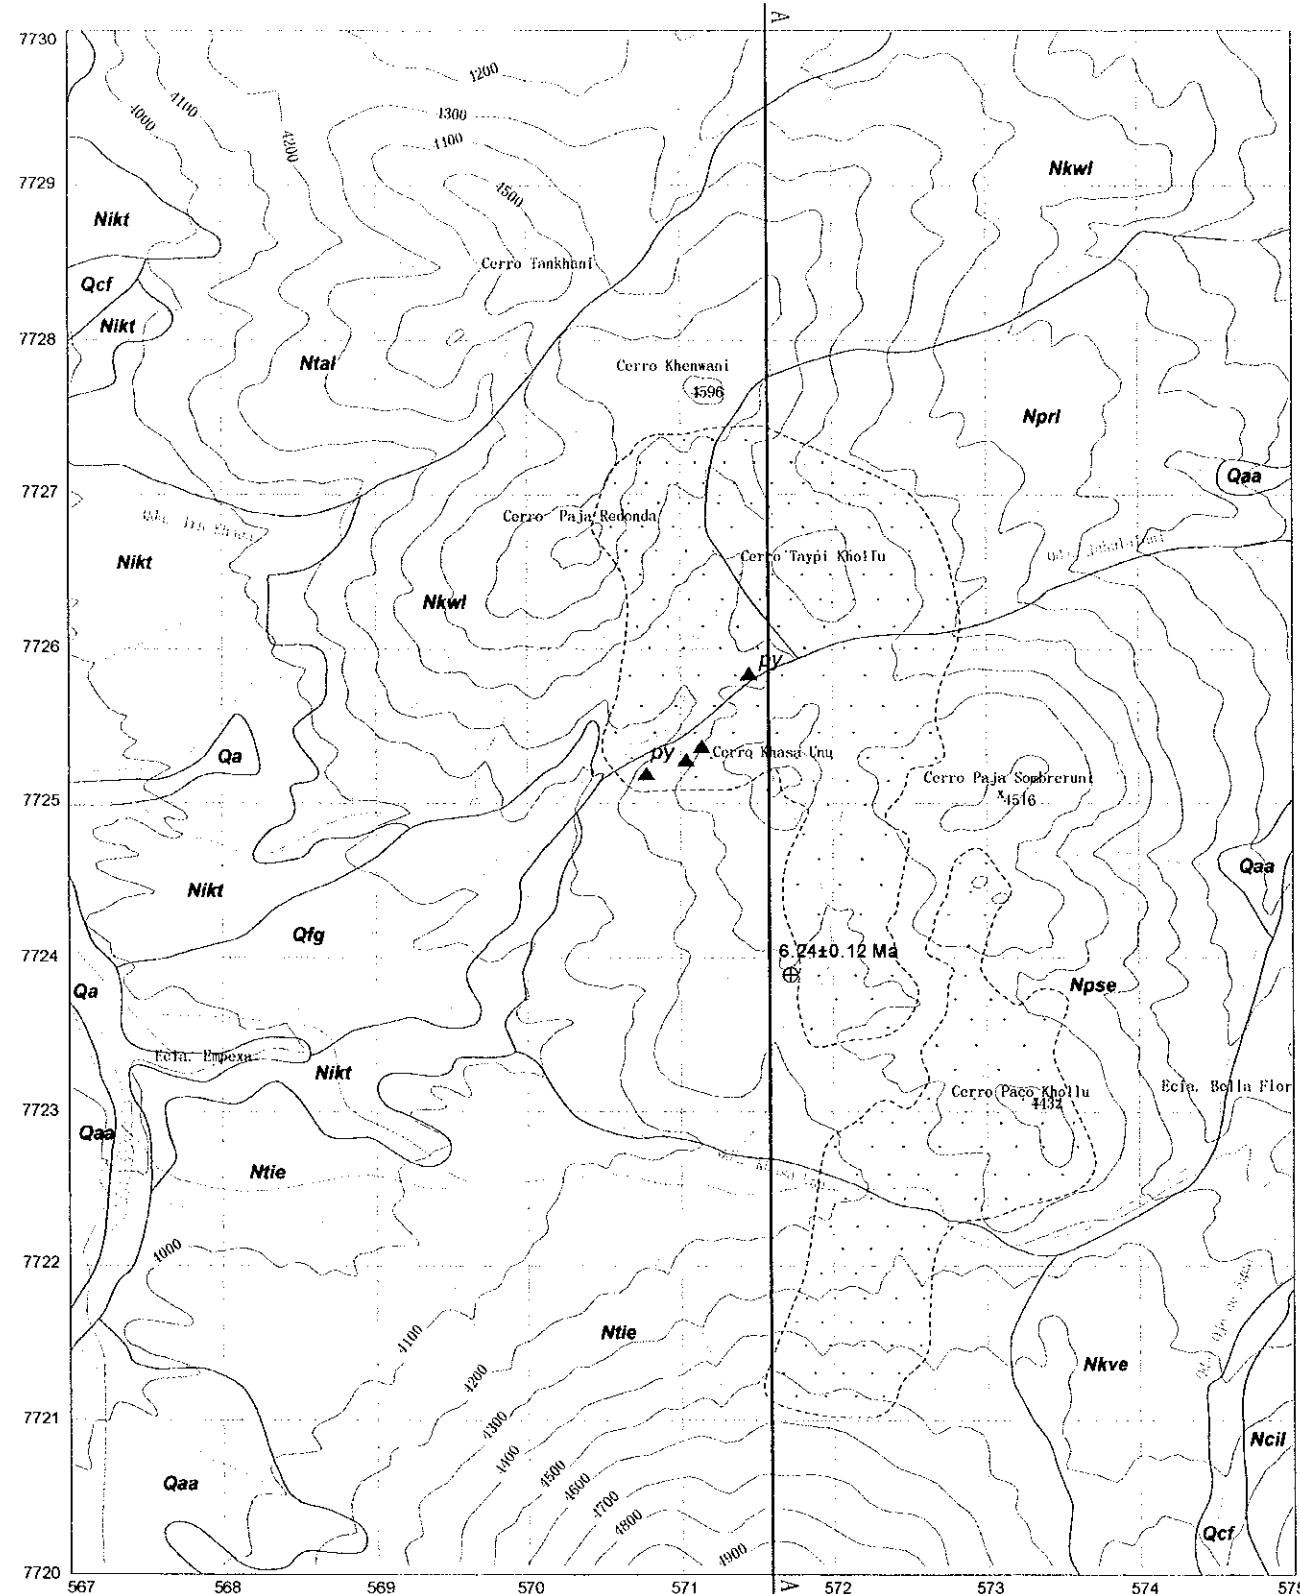 A
7730
4200
4100
4000
4300
4400
4200
4500
Nkwl
7729
Nikt
Cerro Tankhani
Qcf
Nikt
7728
Ntal
Cerro Khenwani
4596
Nprl
7727
Qaa
Cerro Paja Redonda
Cerro Taypi Khollu
Nikt
Nkwl
7726
py
py
Cerro Khasa Unu
Qa
Cerro Paja Sombreruni
x
4516
7725
Qaa
Nikt
Qfg
7724
6.24±0.12 Ma
Qa
Npse
Ecia. Empexa
Nikt
Cerro Paco Khollu
4432
Ecia. Bella Flor
7723
Qaa
Ntie
7722
4000
4100
Ntie
4200
Nkve
4300
7721
4400
4500
4600
4700
4800
4900
Ncil
Qaa
Qcf
7720
567
568
569
570
571
A
572
573
574